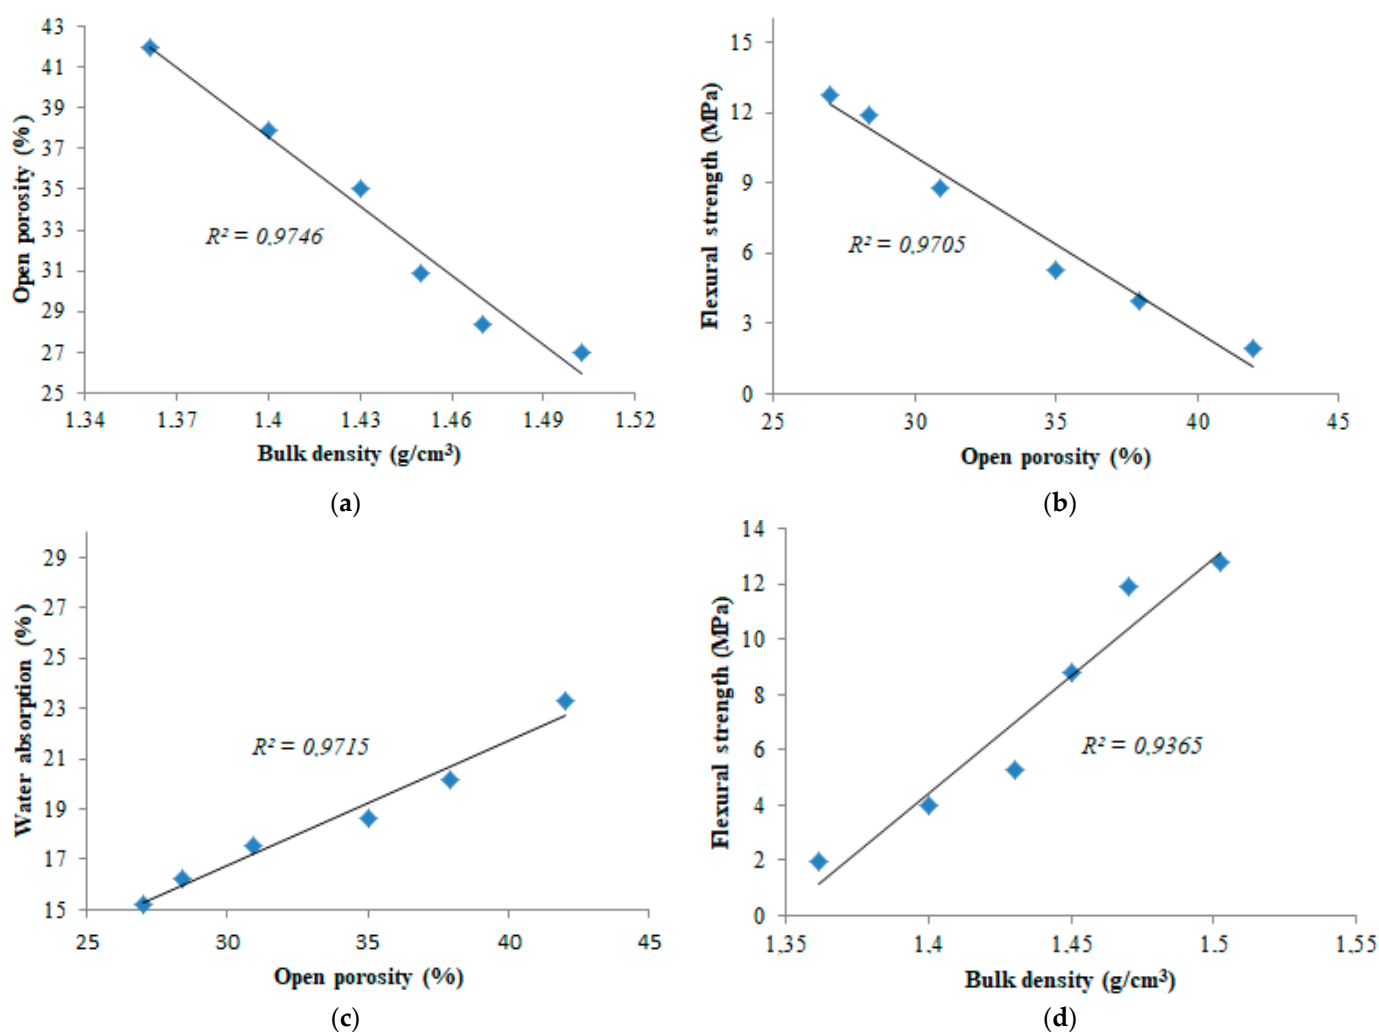 43
41
39
37
35
33
31
29
27
25
Open porosity (%)
R² = 0,9746
1.34 1.37 1.4 1.43 1.46 1.49 1.52
Bulk density (g/cm³)
(a)
15
12
9
6
3
0
Flexural strength (MPa)
R² = 0,9705
25 30 35 40 45
Open porosity (%)
(b)
29
27
25
23
21
19
17
15
Water absorption (%)
R² = 0,9715
25 30 35 40 45
Open porosity (%)
(c)
14
12
10
8
6
4
2
0
Flexural strength (MPa)
R² = 0,9365
1,35 1,4 1,45 1,5 1,55
Bulk density (g/cm³)
(d)